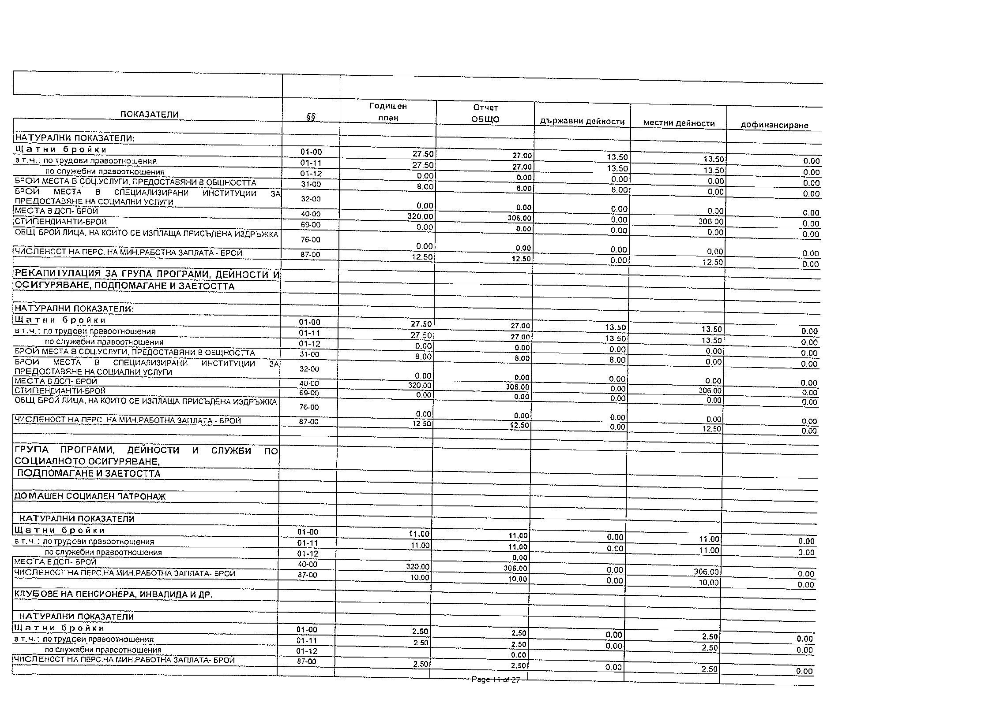 ПОКАЗАТЕЛИ §§ Годишен план Отчет ОБЩО държавни дейности местни дейности дофинансиране
НАТУРАЛНИ ПОКАЗАТЕЛИ:
Щатни бройки 01-00 27.50 27.00 13.50 13.50 0.00
в т.ч.: по трудови правоотношения 01-11 27.50 27.00 13.50 13.50 0.00
по служебни правоотношения 01-12 0.00 0.00 0.00 0.00 0.00
БРОЙ МЕСТА В СОЦ.УСЛУГИ, ПРЕДОСТАВЯНИ В ОБЩНОСТТА 31-00 8.00 8.00 8.00 0.00 0.00
БРОЙ МЕСТА В СПЕЦИАЛИЗИРАНИ ИНСТИТУЦИИ ЗА
ПРЕДОСТАВЯНЕ НА СОЦИАЛНИ УСЛУГИ 32-00 0.00 0.00 0.00 0.00 0.00
МЕСТА В ДСП- БРОЙ 40-00 320.00 306.00 0.00 306.00 0.00
СТИПЕНДИАНТИ-БРОЙ 69-00 0.00 0.00 0.00 0.00 0.00
ОБЩ БРОЙ ЛИЦА, НА КОИТО СЕ ИЗПЛАЩА ПРИСЪДЕНА ИЗДРЪЖКА 76-00 0.00 0.00 0.00 0.00 0.00
ЧИСЛЕНОСТ НА ПЕРС. НА МИН.РАБОТНА ЗАПЛАТА - БРОЙ 87-00 12.50 12.50 0.00 12.50 0.00
РЕКАПИТУЛАЦИЯ ЗА ГРУПА ПРОГРАМИ, ДЕЙНОСТИ И
ОСИГУРЯВАНЕ, ПОДПОМАГАНЕ И ЗАЕТОСТТА
НАТУРАЛНИ ПОКАЗАТЕЛИ:
Щатни бройки 01-00 27.50 27.00 13.50 13.50 0.00
в т.ч.: по трудови правоотношения 01-11 27.50 27.00 13.50 13.50 0.00
по служебни правоотношения 01-12 0.00 0.00 0.00 0.00 0.00
БРОЙ МЕСТА В СОЦ.УСЛУГИ, ПРЕДОСТАВЯНИ В ОБЩНОСТТА 31-00 8.00 8.00 8.00 0.00 0.00
БРОЙ МЕСТА В СПЕЦИАЛИЗИРАНИ ИНСТИТУЦИИ ЗА
ПРЕДОСТАВЯНЕ НА СОЦИАЛНИ УСЛУГИ 32-00 0.00 0.00 0.00 0.00 0.00
МЕСТА В ДСП- БРОЙ 40-00 320.00 306.00 0.00 306.00 0.00
СТИПЕНДИАНТИ-БРОЙ 69-00 0.00 0.00 0.00 0.00 0.00
ОБЩ БРОЙ ЛИЦА, НА КОИТО СЕ ИЗПЛАЩА ПРИСЪДЕНА ИЗДРЪЖКА 76-00 0.00 0.00 0.00 0.00 0.00
ЧИСЛЕНОСТ НА ПЕРС. НА МИН.РАБОТНА ЗАПЛАТА - БРОЙ 87-00 12.50 12.50 0.00 12.50 0.00
ГРУПА ПРОГРАМИ, ДЕЙНОСТИ И СЛУЖБИ ПО
СОЦИАЛНОТО ОСИГУРЯВАНЕ,
ПОДПОМАГАНЕ И ЗАЕТОСТТА
ДОМАШЕН СОЦИАЛЕН ПАТРОНАЖ
НАТУРАЛНИ ПОКАЗАТЕЛИ
Щатни бройки 01-00 11.00 11.00 0.00 11.00 0.00
в т.ч.: по трудови правоотношения 01-11 11.00 11.00 0.00 11.00 0.00
по служебни правоотношения 01-12 0.00
МЕСТА В ДСП- БРОЙ 40-00 320.00 306.00 0.00 306.00 0.00
ЧИСЛЕНОСТ НА ПЕРС.НА МИН.РАБОТНА ЗАПЛАТА- БРОЙ 87-00 10.00 10.00 0.00 10.00 0.00
КЛУБОВЕ НА ПЕНСИОНЕРА, ИНВАЛИДА И ДР.
НАТУРАЛНИ ПОКАЗАТЕЛИ
Щатни бройки 01-00 2.50 2.50 0.00 2.50 0.00
в т.ч.: по трудови правоотношения 01-11 2.50 2.50 0.00 2.50 0.00
по служебни правоотношения 01-12 0.00
ЧИСЛЕНОСТ НА ПЕРС.НА МИН.РАБОТНА ЗАПЛАТА- БРОЙ 87-00 2.50 2.50 0.00 2.50 0.00
Page 11 of 27